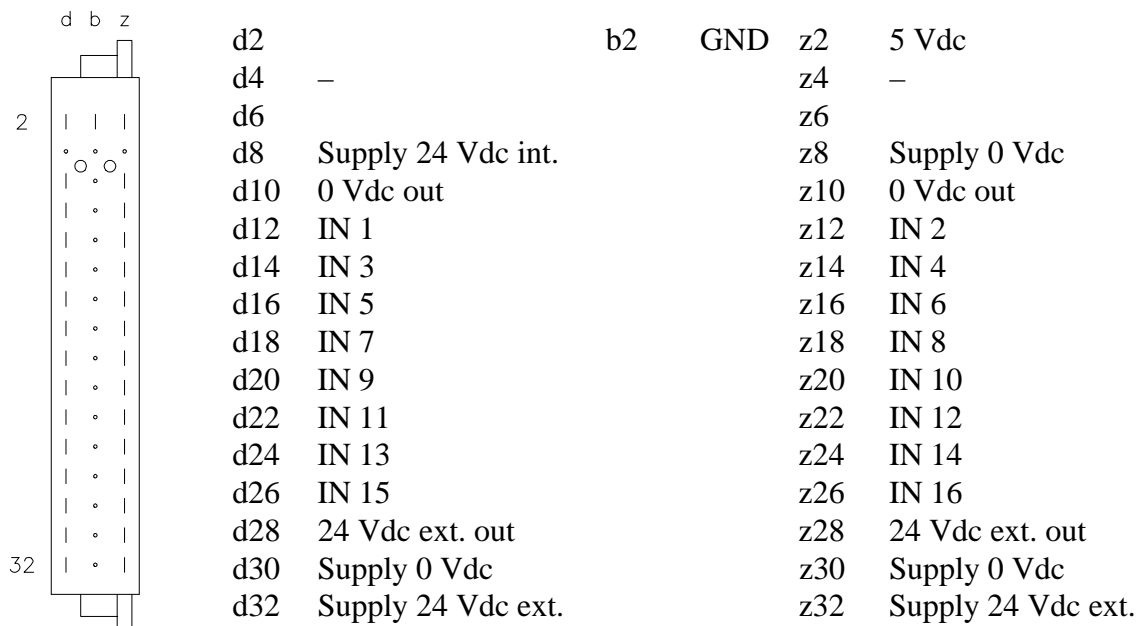 d b z
d2 b2 GND z2 5 Vdc
d4 – z4 –
2
d6 z6
d8 Supply 24 Vdc int. z8 Supply 0 Vdc
d10 0 Vdc out z10 0 Vdc out
d12 IN 1 z12 IN 2
d14 IN 3 z14 IN 4
d16 IN 5 z16 IN 6
d18 IN 7 z18 IN 8
d20 IN 9 z20 IN 10
d22 IN 11 z22 IN 12
d24 IN 13 z24 IN 14
d26 IN 15 z26 IN 16
d28 24 Vdc ext. out z28 24 Vdc ext. out
32
d30 Supply 0 Vdc z30 Supply 0 Vdc
d32 Supply 24 Vdc ext. z32 Supply 24 Vdc ext.